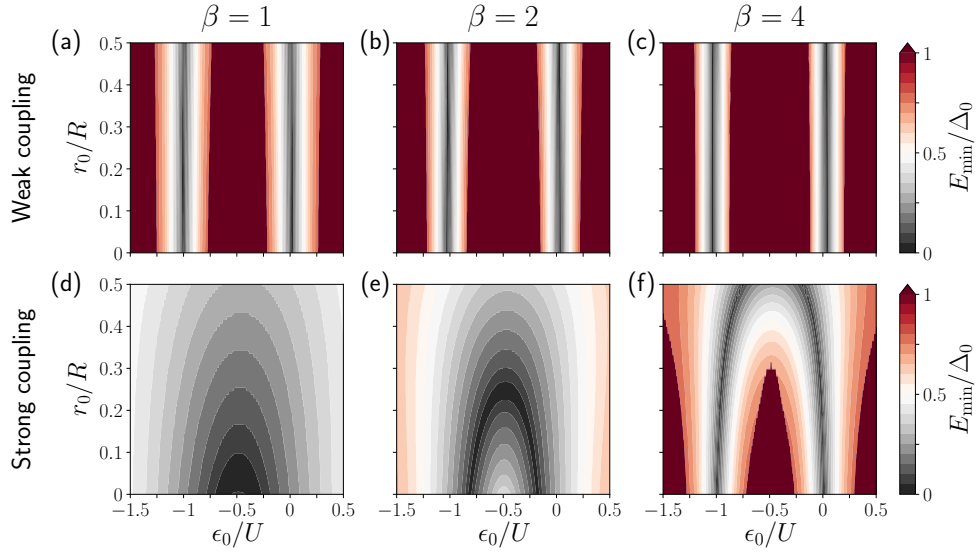 β = 1
β = 2
β = 4
(a)
(b)
(c)
Weak coupling
r₀/R
0.5
0.4
0.3
0.2
0.1
0
1
0.5
0
E_min/Δ₀
(d)
(e)
(f)
Strong coupling
r₀/R
0.5
0.4
0.3
0.2
0.1
0
1
0.5
0
E_min/Δ₀
−1.5 −1 −0.5 0 0.5
−1.5 −1 −0.5 0 0.5
−1.5 −1 −0.5 0 0.5
ϵ₀/U
ϵ₀/U
ϵ₀/U